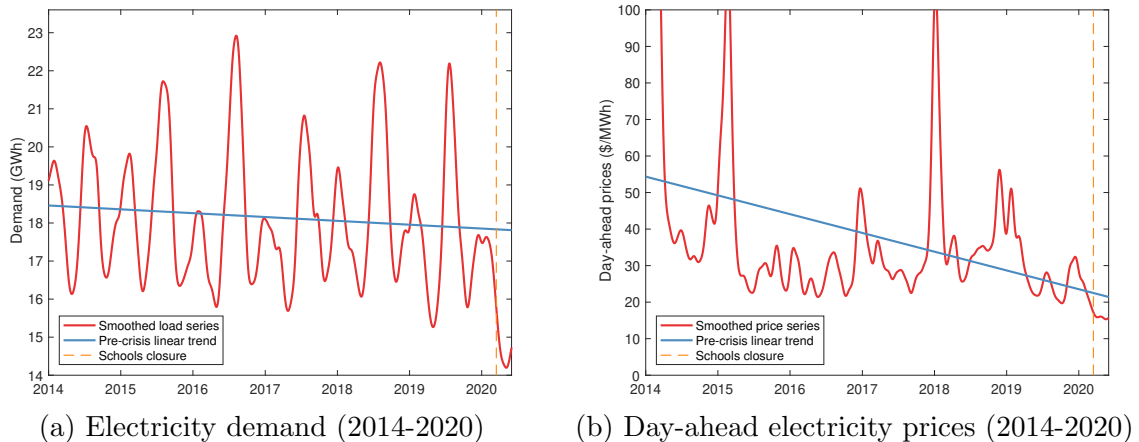 23
22
21
20
19
18
17
16
15
14
Demand (GWh)
Smoothed load series
Pre-crisis linear trend
Schools closure
2014 2015 2016 2017 2018 2019 2020
(a) Electricity demand (2014-2020)
100
90
80
70
60
50
40
30
20
10
0
Day-ahead prices ($/MWh)
Smoothed price series
Pre-crisis linear trend
Schools closure
2014 2015 2016 2017 2018 2019 2020
(b) Day-ahead electricity prices (2014-2020)